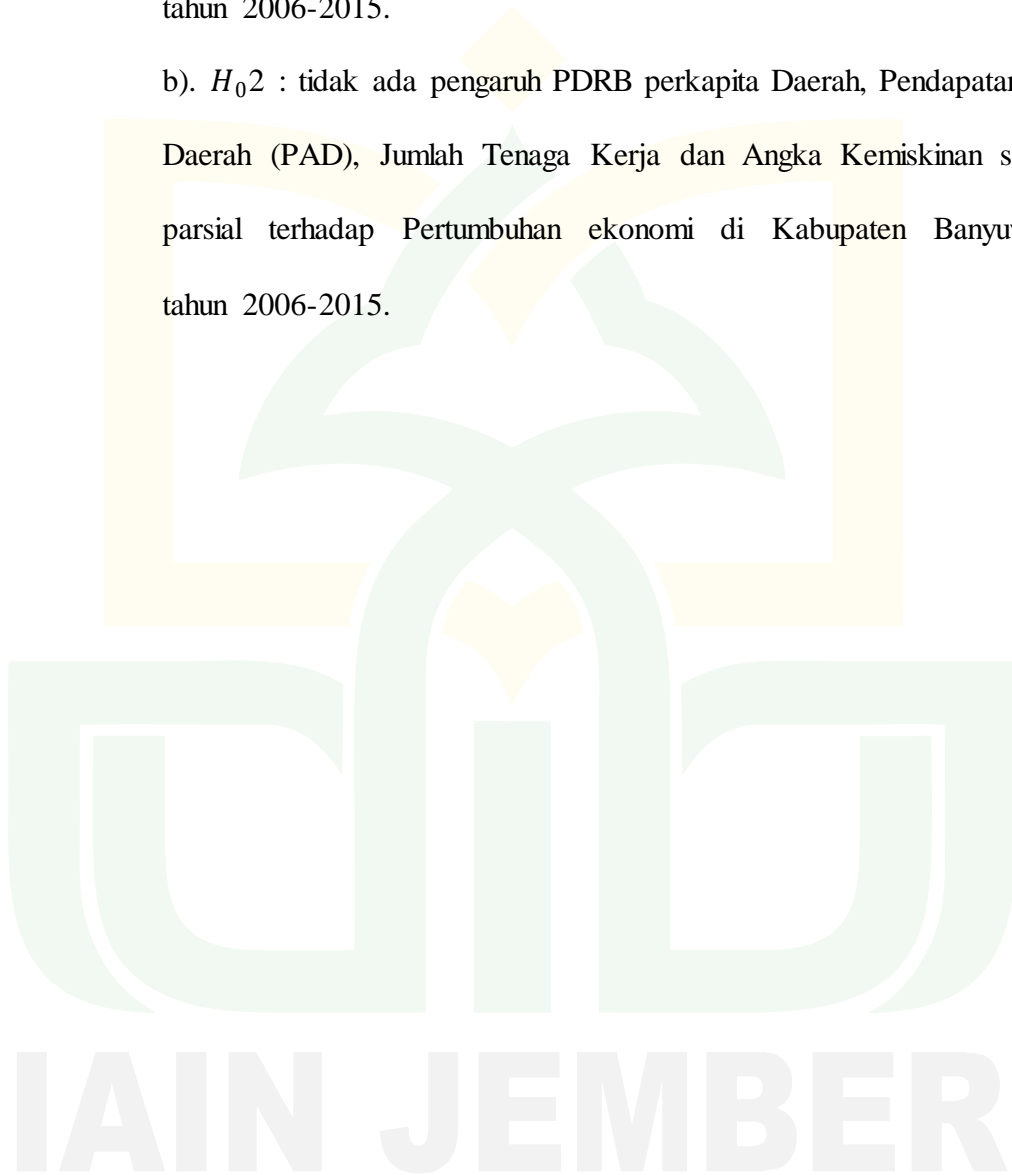 tahun 2006-2015.
b). H₀2 : tidak ada pengaruh PDRB perkapita Daerah,
Daerah (PAD), Jumlah Tenaga Kerja dan Angka Kemiskinan
parsial terhadap Pertumbuhan ekonomi di Kabupaten
tahun 2006-2015.
IAIN JEMBER